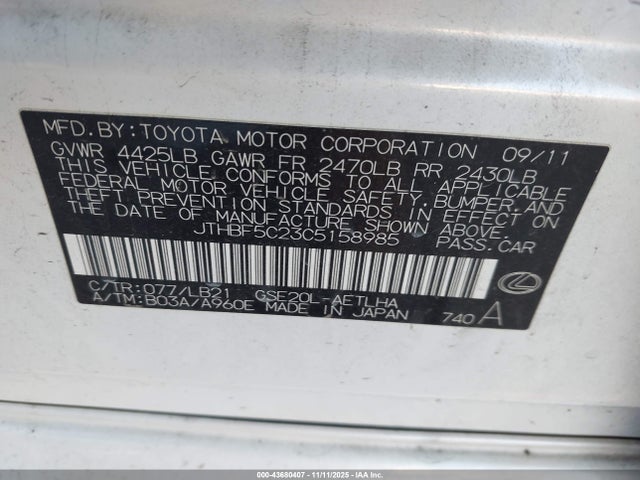 MFD.BY:TOYOTA MOTOR CORPORATION 09/11
GVWR 4425LB GAWR FR 2470LB RR 2430LB
THIS VEHICLE CONFORMS TO ALL APPLICABLE
FEDERAL MOTOR VEHICLE SAFETY,BUMPER,AND
THEFT PREVENTION STANDARDS IN EFFECT ON
THE DATE OF MANUFACTURE SHOWN ABOVE.
JTHBF5C23C5158985 PASS.CAR
C/TR:077/LB21 GSE20L-AETLHA
A/TM:B03A/A960E MADE IN JAPAN 740 A
000-43680407 - 11/11/2025 - IAAI